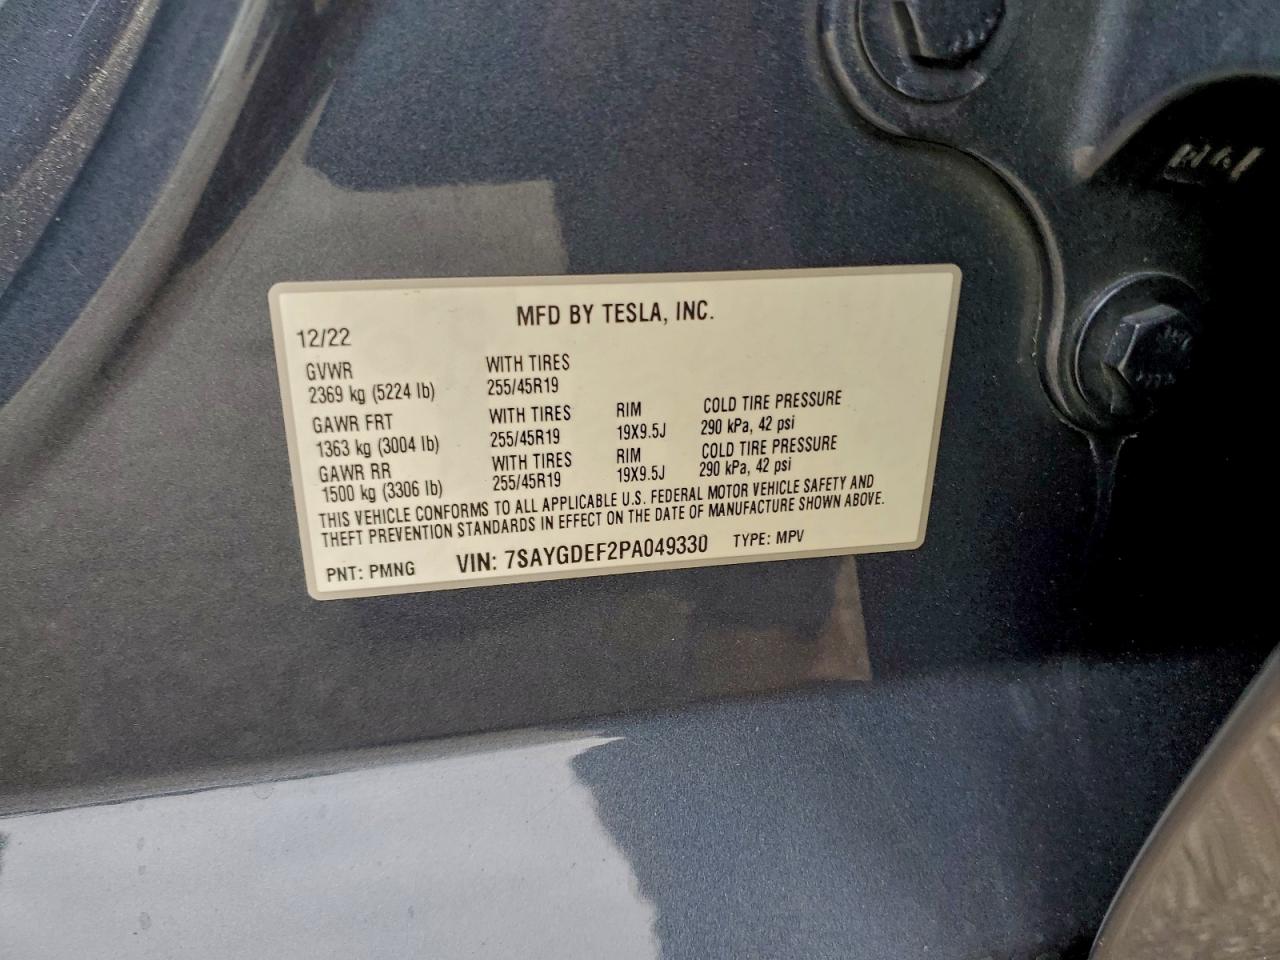 MFD BY TESLA, INC.
12/22
GVWR WITH TIRES
2369 kg (5224 lb) 255/45R19
GAWR FRT WITH TIRES RIM COLD TIRE PRESSURE
1363 kg (3004 lb) 255/45R19 19X9.5J 290 kPa, 42 psi
GAWR RR WITH TIRES RIM COLD TIRE PRESSURE
1500 kg (3306 lb) 255/45R19 19X9.5J 290 kPa, 42 psi
THIS VEHICLE CONFORMS TO ALL APPLICABLE U.S. FEDERAL MOTOR VEHICLE SAFETY AND
THEFT PREVENTION STANDARDS IN EFFECT ON THE DATE OF MANUFACTURE SHOWN ABOVE.
PNT: PMNG VIN: 7SAYGDEF2PA049330 TYPE: MPV